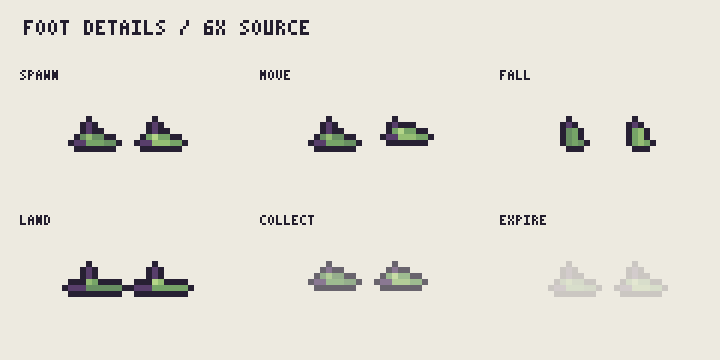 FOOT DETAILS / 6X SOURCE
SPAWN
MOVE
FALL
LAND
COLLECT
EXPIRE